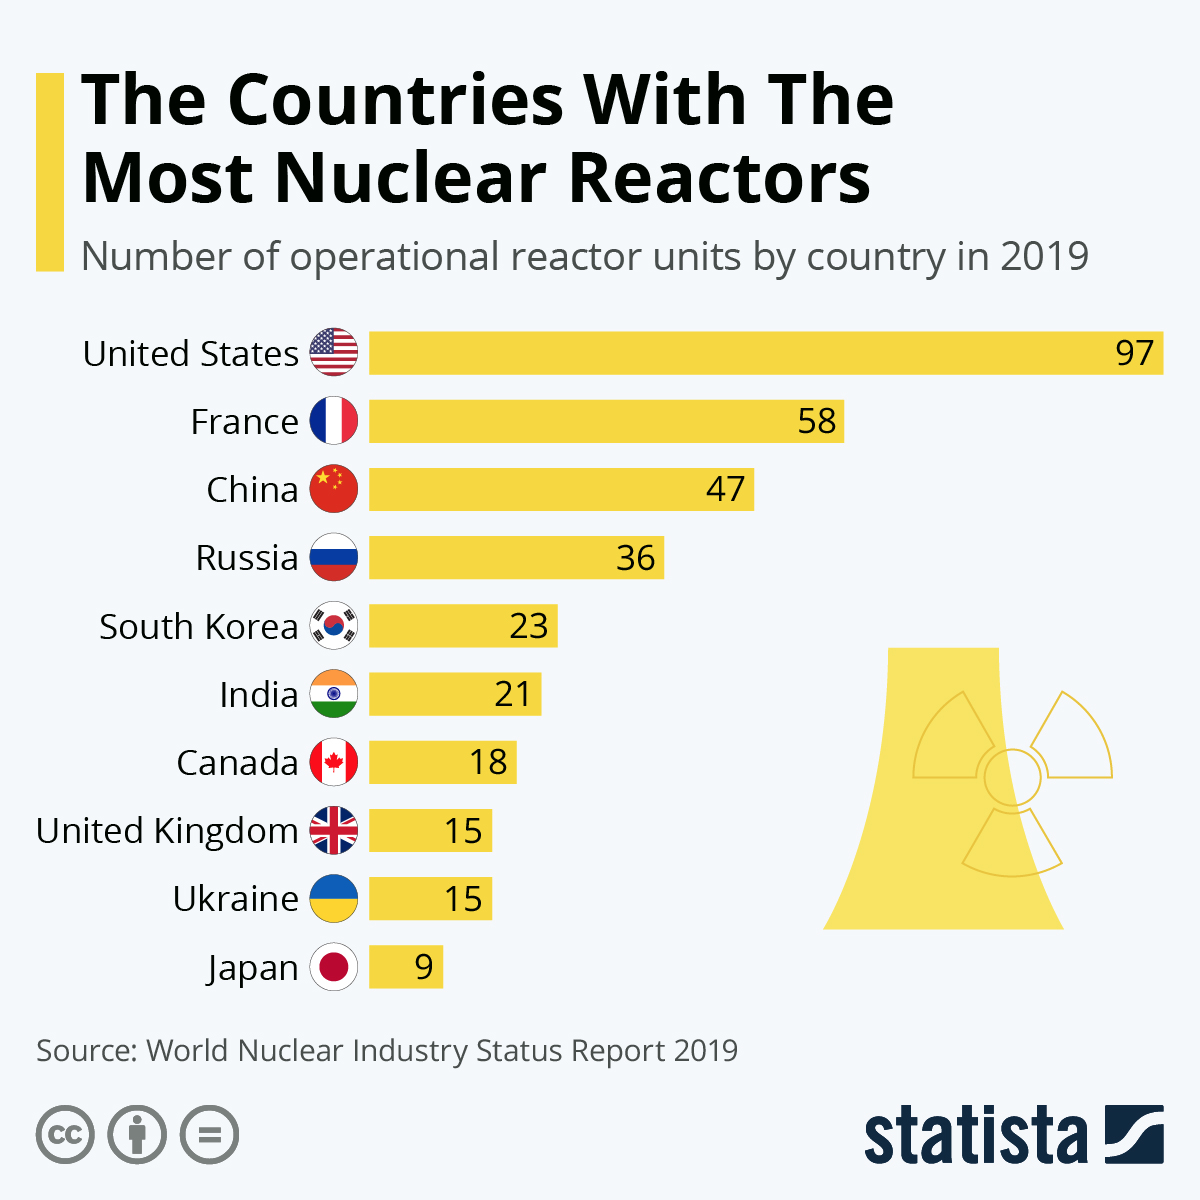 The Countries With The
Most Nuclear Reactors
Number of operational reactor units by country in 2019
United States 97
France 58
China 47
Russia 36
South Korea 23
India 21
Canada 18
United Kingdom 15
Ukraine 15
Japan 9
Source: World Nuclear Industry Status Report 2019
cc
statista